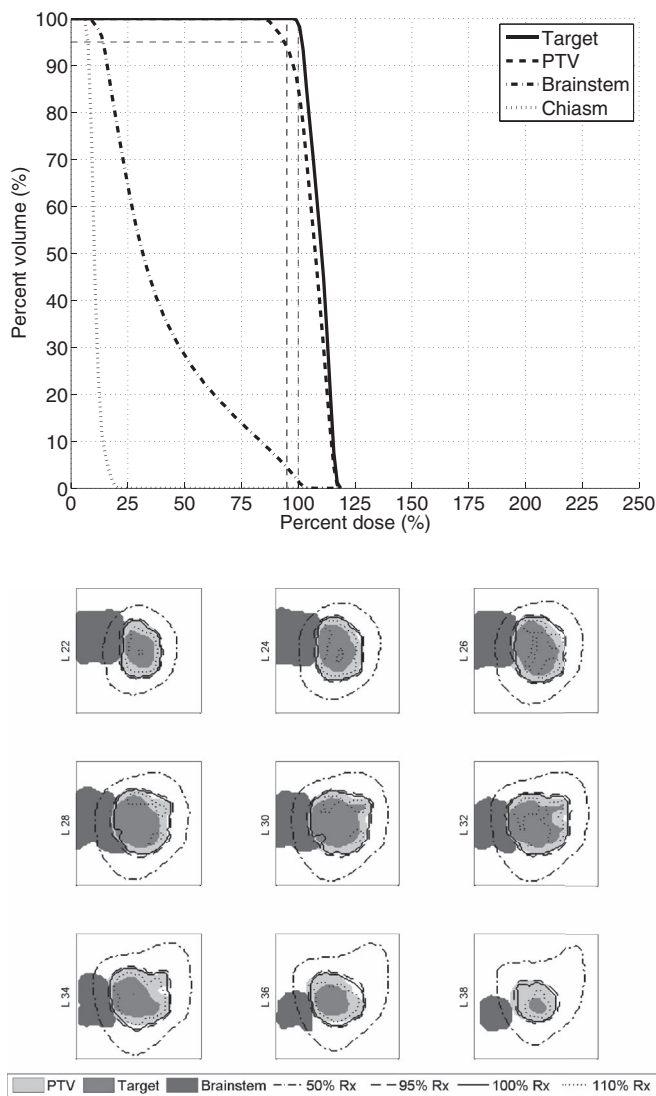 100
90
80
70
60
50
40
30
20
10
0
Percent volume (%)
0 25 50 75 100 125 150 175 200 225 250
Percent dose (%)
Target
PTV
Brainstem
Chiasm
L 22
L 24
L 26
L 28
L 30
L 32
L 34
L 36
L 38
PTV Target Brainstem 50% Rx 95% Rx 100% Rx 110% Rx